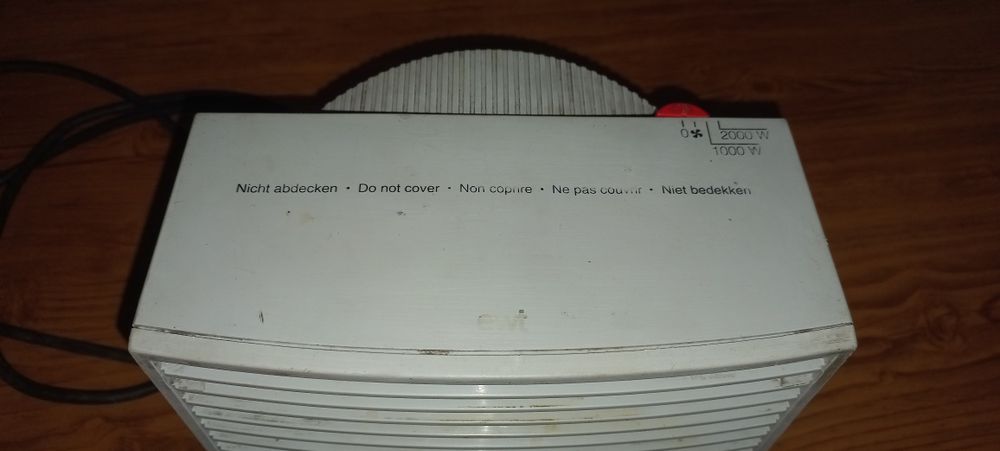 0 2000 W
1000 W
Nicht abdecken · Do not cover · Non coprire · Ne pas couvrir · Niet bedekken